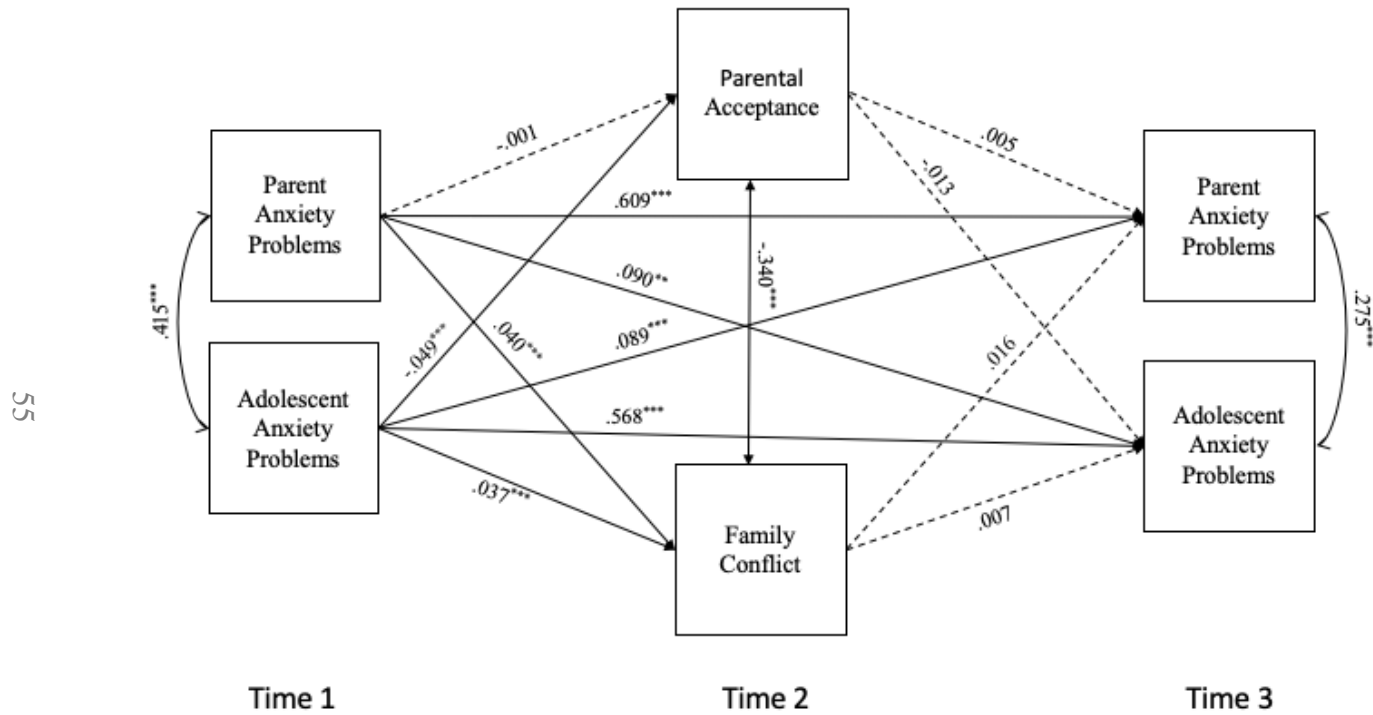 Parental
Acceptance
-.001
.005
Parent
Anxiety
Problems
.609***
-.013
Parent
Anxiety
Problems
.415***
-.340***
.090**
.275***
-.049***
.040***
.089***
.016
55
Adolescent
Anxiety
Problems
.568***
Adolescent
Anxiety
Problems
.037***
.007
Family
Conflict
Time 1
Time 2
Time 3